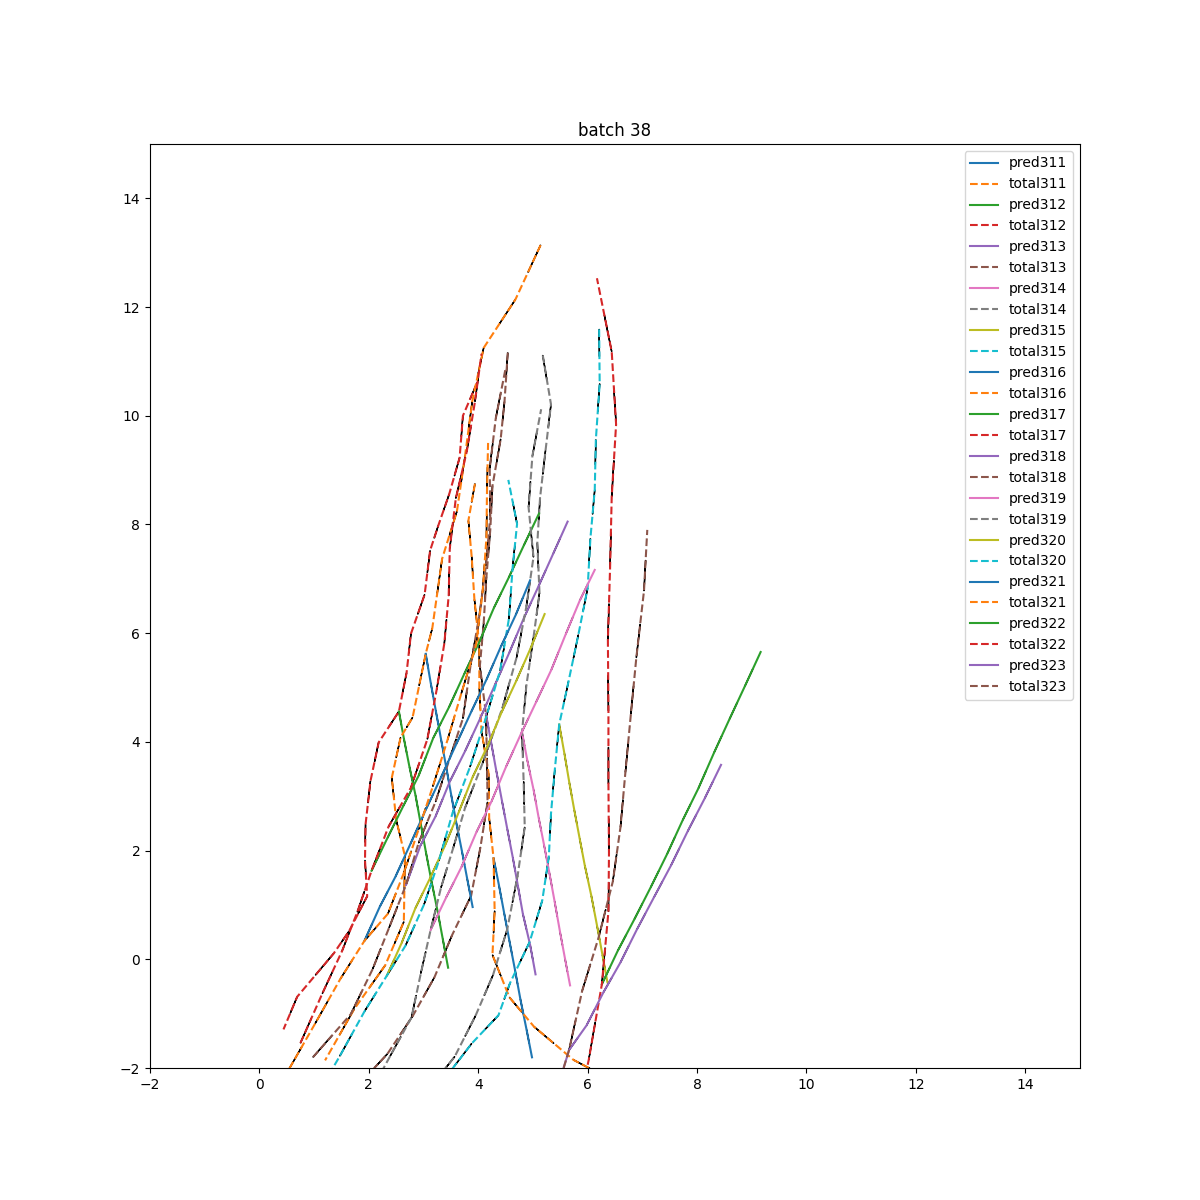 batch 38
14
12
10
8
6
4
2
0
−2
−2 0 2 4 6 8 10 12 14
pred311
total311
pred312
total312
pred313
total313
pred314
total314
pred315
total315
pred316
total316
pred317
total317
pred318
total318
pred319
total319
pred320
total320
pred321
total321
pred322
total322
pred323
total323